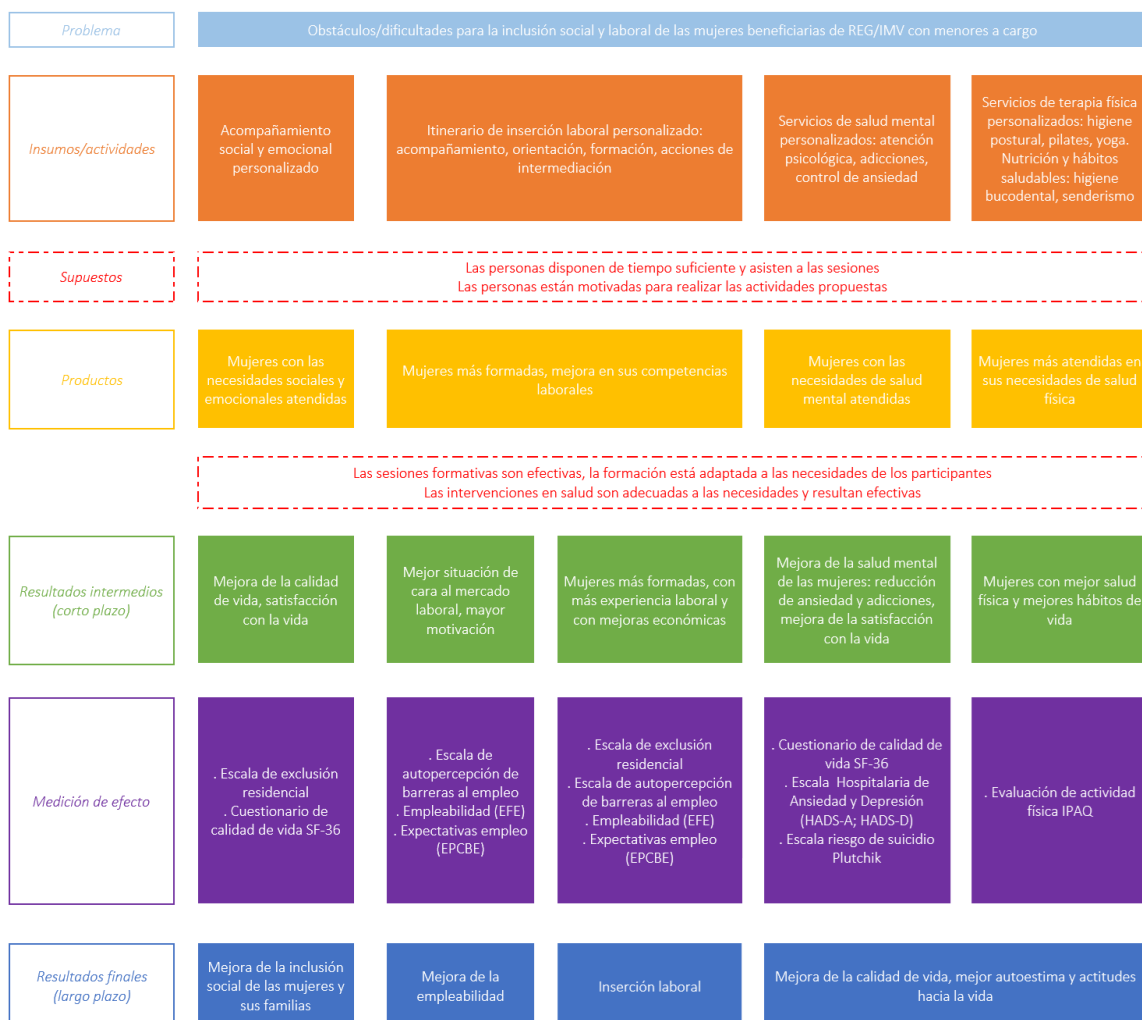 Problema
Obstáculos/dificultades para la inclusión social y laboral de las mujeres beneficiarias de REG/IMV con menores a cargo
Insumos/actividades
Acompañamiento
social y emocional
personalizado
Itinerario de inserción laboral personalizado:
acompañamiento, orientación, formación, acciones de
intermediación
Servicios de salud mental
personalizados: atención
psicológica, adicciones,
control de ansiedad
Servicios de terapia física
personalizados: higiene
postural, pilates, yoga.
Nutrición y hábitos
saludables: higiene
bucodental, senderismo
Supuestos
Las personas disponen de tiempo suficiente y asisten a las sesiones
Las personas están motivadas para realizar las actividades propuestas
Productos
Mujeres con las
necesidades sociales y
emocionales atendidas
Mujeres más formadas, mejora en sus competencias
laborales
Mujeres con las
necesidades de salud
mental atendidas
Mujeres más atendidas en
sus necesidades de salud
física
Las sesiones formativas son efectivas, la formación está adaptada a las necesidades de los participantes
Las intervenciones en salud son adecuadas a las necesidades y resultan efectivas
Resultados intermedios
(corto plazo)
Mejora de la calidad
de vida, satisfacción
con la vida
Mejor situación de
cara al mercado
laboral, mayor
motivación
Mujeres más formadas, con
más experiencia laboral y
con mejoras económicas
Mejora de la salud mental
de las mujeres: reducción
de ansiedad y adicciones,
mejora de la satisfacción
con la vida
Mujeres con mejor salud
física y mejores hábitos de
vida
Medición de efecto
. Escala de exclusión
residencial
. Cuestionario de
calidad de vida SF-36
. Escala de
autopercepción de
barreras al empleo
. Empleabilidad (EFE)
. Expectativas empleo
(EPCBE)
. Escala de exclusión
residencial
. Escala de autopercepción
de barreras al empleo
. Empleabilidad (EFE)
. Expectativas empleo
(EPCBE)
. Cuestionario de calidad de
vida SF-36
. Escala Hospitalaria de
Ansiedad y Depresión
(HADS-A; HADS-D)
. Escala riesgo de suicidio
Plutchik
. Evaluación de actividad
física IPAQ
Resultados finales
(largo plazo)
Mejora de la inclusión
social de las mujeres y
sus familias
Mejora de la
empleabilidad
Inserción laboral
Mejora de la calidad de vida, mejor autoestima y actitudes
hacia la vida